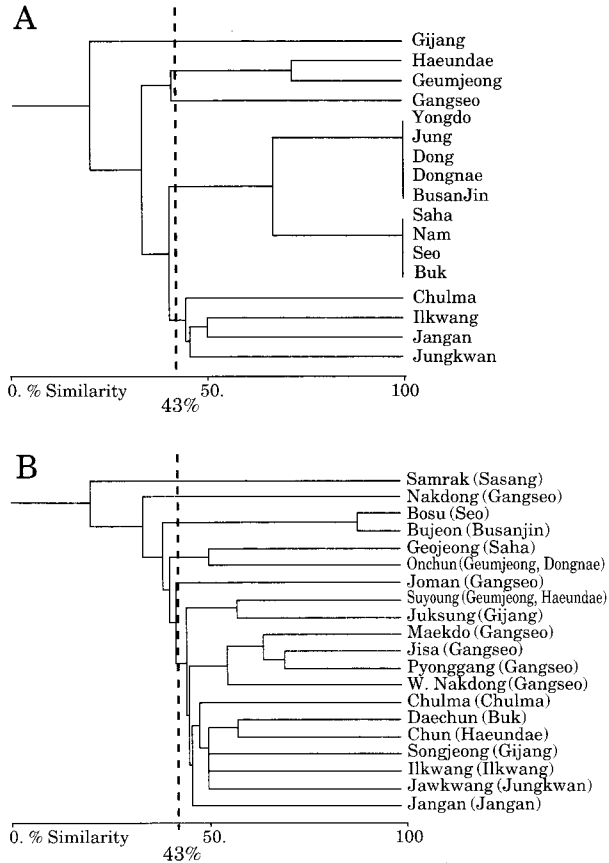 A
Gijang
Haeundae
Geumjeong
Gangseo
Yongdo
Jung
Dong
Dongnae
BusanJin
Saha
Nam
Seo
Buk
Chulma
Ilkwang
Jangan
Jungkwan
0. % Similarity 50. 100
43%
B
Samrak (Sasang)
Nakdong (Gangseo)
Bosu (Seo)
Bujeon (Busanjin)
Geojeong (Saha)
Onchun (Geumjeong, Dongnae)
Joman (Gangseo)
Suyoung (Geumjeong, Haeundae)
Juksung (Gijang)
Maekdo (Gangseo)
Jisa (Gangseo)
Pyonggang (Gangseo)
W. Nakdong (Gangseo)
Chulma (Chulma)
Daechun (Buk)
Chun (Haeundae)
Songjeong (Gijang)
Ilkwang (Ilkwang)
Jawkwang (Jungkwan)
Jangan (Jangan)
0. % Similarity 50. 100
43%